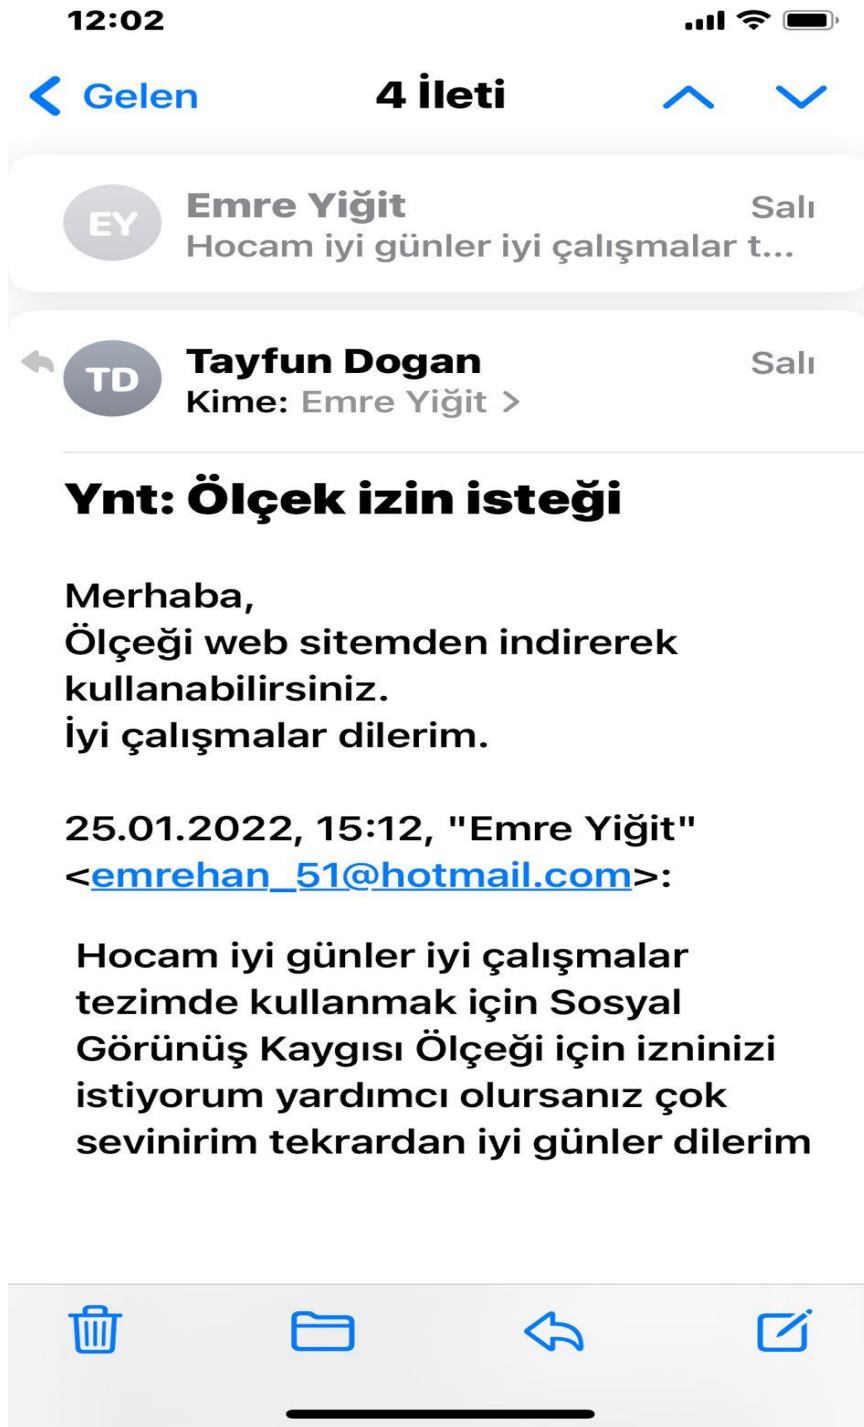 12:02
Gelen
4 İleti
EY
Emre Yiğit
Salı
Hocam iyi günler iyi çalışmalar t...
TD
Tayfun Dogan
Salı
Kime: Emre Yiğit >
Ynt: Ölçek izin isteği
Merhaba,
Ölçeği web sitemden indirerek
kullanabilirsiniz.
İyi çalışmalar dilerim.
25.01.2022, 15:12, "Emre Yiğit"
<emrehan_51@hotmail.com>:
Hocam iyi günler iyi çalışmalar
tezimde kullanmak için Sosyal
Görünüş Kaygısı Ölçeği için izninizi
istiyorum yardımcı olursanız çok
sevinirim tekrardan iyi günler dilerim